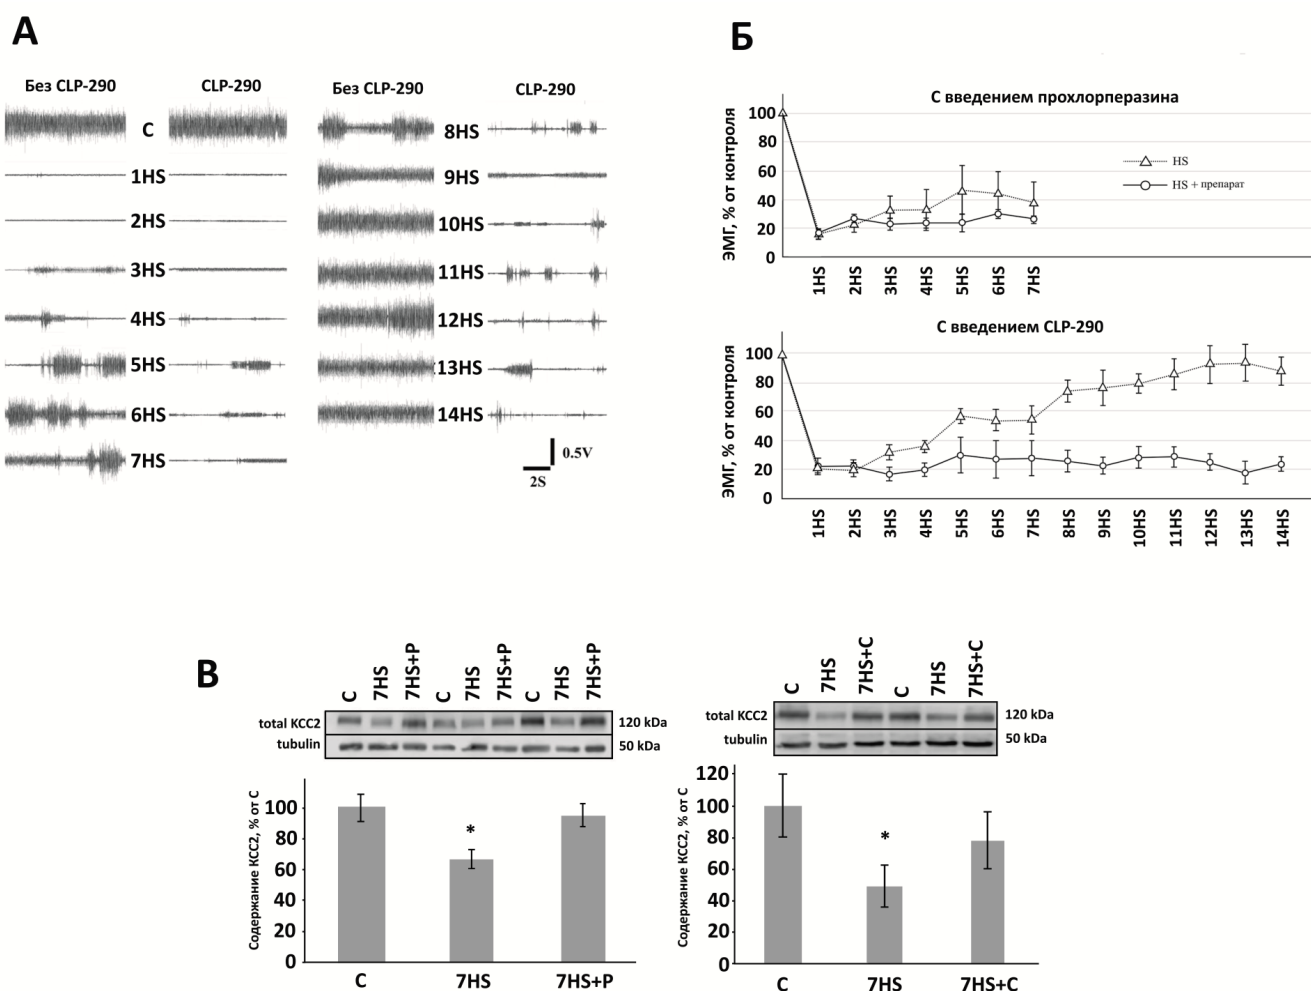 А
Без CLP-290
CLP-290
Без CLP-290
CLP-290
C
1HS
2HS
3HS
4HS
5HS
6HS
7HS
8HS
9HS
10HS
11HS
12HS
13HS
14HS
0.5V
2S
Б
С введением прохлорперазина
ЭМГ, % от контроля
100
80
60
40
20
0
HS
HS + препарат
1HS
2HS
3HS
4HS
5HS
6HS
7HS
С введением CLP-290
ЭМГ, % от контроля
100
80
60
40
20
0
1HS
2HS
3HS
4HS
5HS
6HS
7HS
8HS
9HS
10HS
11HS
12HS
13HS
14HS
В
C
7HS
7HS+P
C
7HS
7HS+P
C
7HS
7HS+P
total KCC2
120 kDa
tubulin
50 kDa
Содержание KCC2, % от С
100
80
60
40
20
0
C
7HS
7HS+P
*
C
7HS
7HS+C
C
7HS
7HS+C
total KCC2
120 kDa
tubulin
50 kDa
Содержание KCC2, % от С
120
100
80
60
40
20
0
*
C
7HS
7HS+C